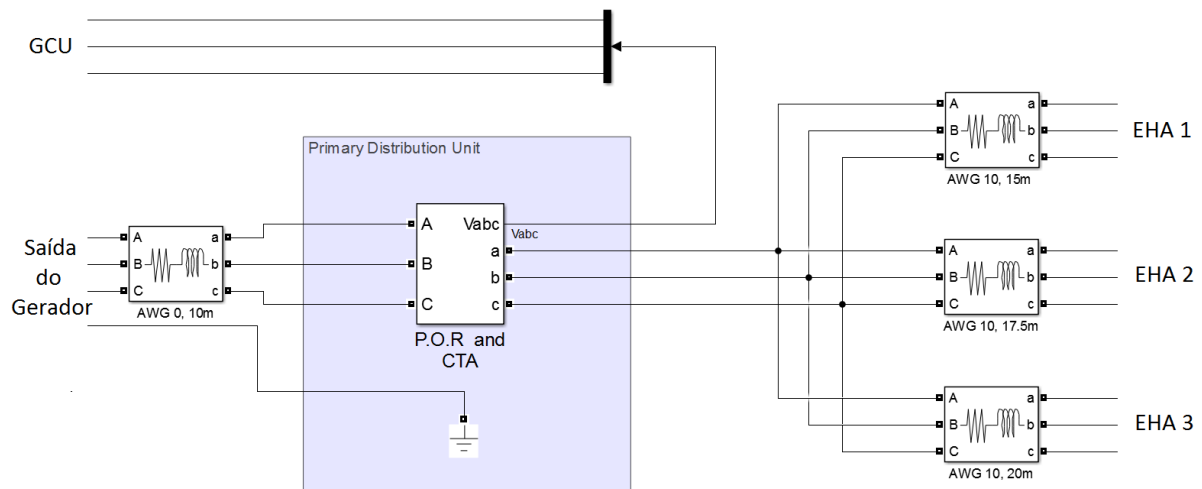 GCU
Primary Distribution Unit
Saída
do
Gerador
A
B
C
a
b
c
AWG 0, 10m
A
B
C
Vabc
a
b
c
Vabc
P.O.R and
CTA
A
B
C
a
b
c
AWG 10, 15m
EHA 1
A
B
C
a
b
c
AWG 10, 17.5m
EHA 2
A
B
C
a
b
c
AWG 10, 20m
EHA 3